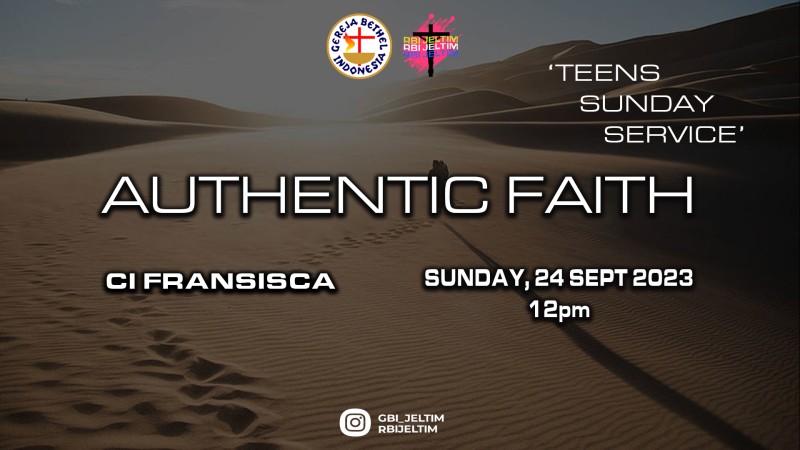 GEREJA BETHEL
INDONESIA
RBIJELTIM
RBIJELTIM
RBIJELTIM
‘TEENS
SUNDAY
SERVICE’
AUTHENTIC FAITH
CI FRANSISCA
SUNDAY, 24 SEPT 2023
12pm
GBI_JELTIM
RBIJELTIM